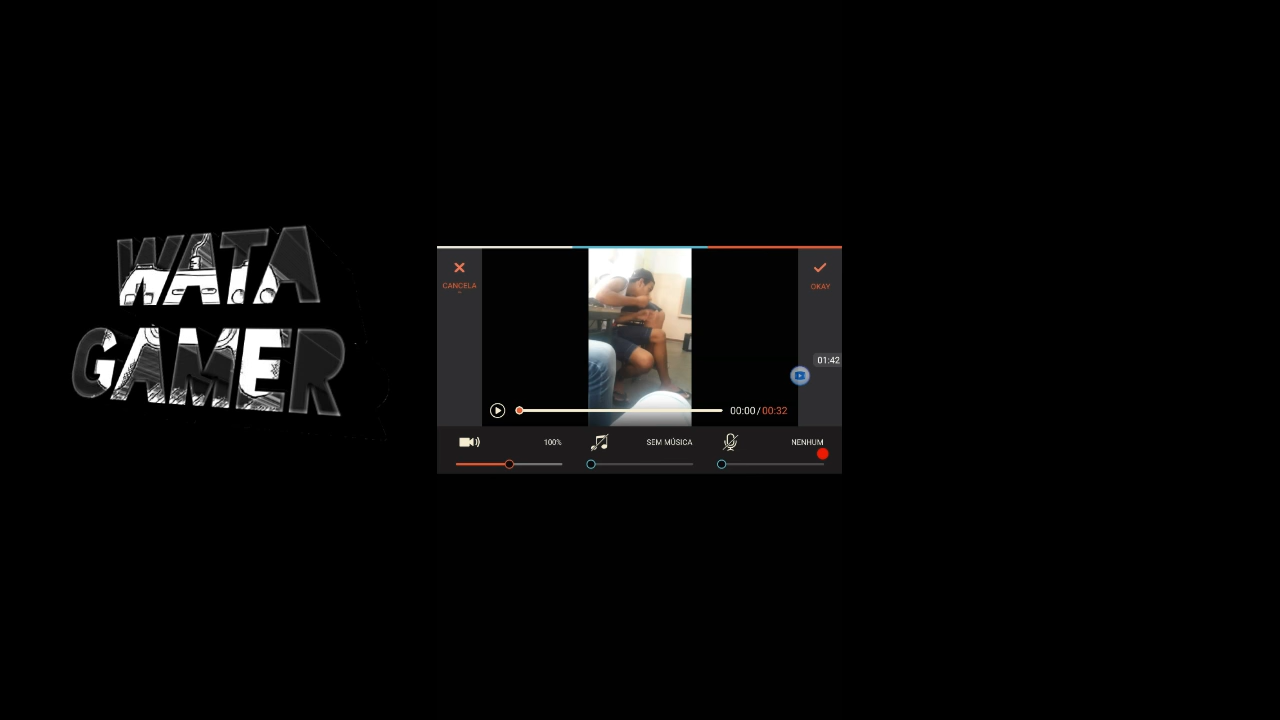 WATA
GAMER
CANCELA
OKAY
01:42
00:00/00:32
100%
SEM MÚSICA
NENHUM